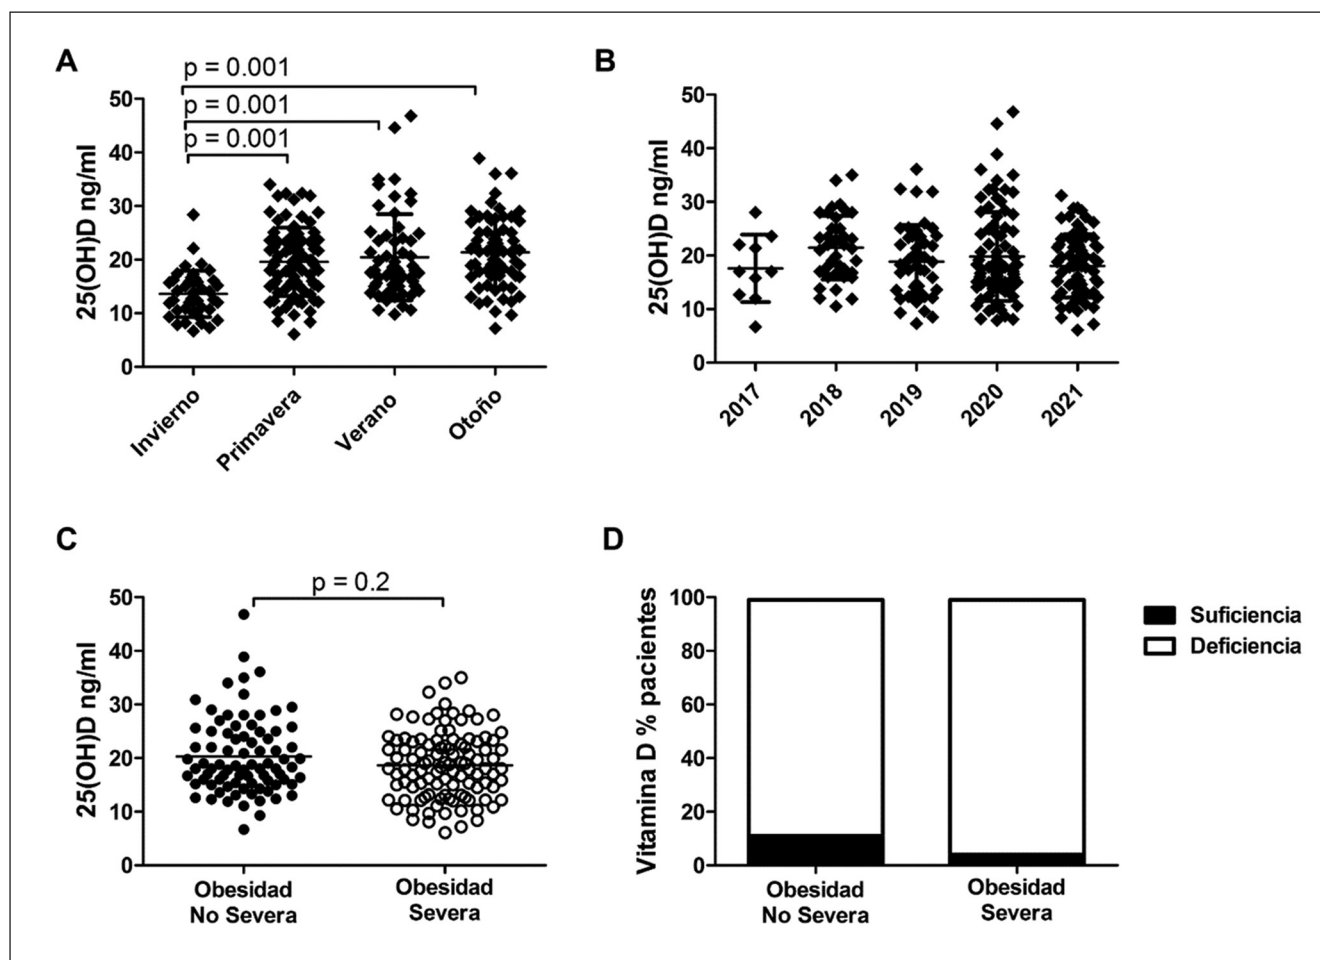 A
p = 0.001
p = 0.001
p = 0.001
25(OH)D ng/ml
50
40
30
20
10
0
Invierno
Primavera
Verano
Otoño
B
25(OH)D ng/ml
50
40
30
20
10
0
2017
2018
2019
2020
2021
C
p = 0.2
25(OH)D ng/ml
50
40
30
20
10
0
Obesidad
No Severa
Obesidad
Severa
D
Vitamina D % pacientes
100
80
60
40
20
0
Obesidad
No Severa
Obesidad
Severa
Suficiencia
Deficiencia